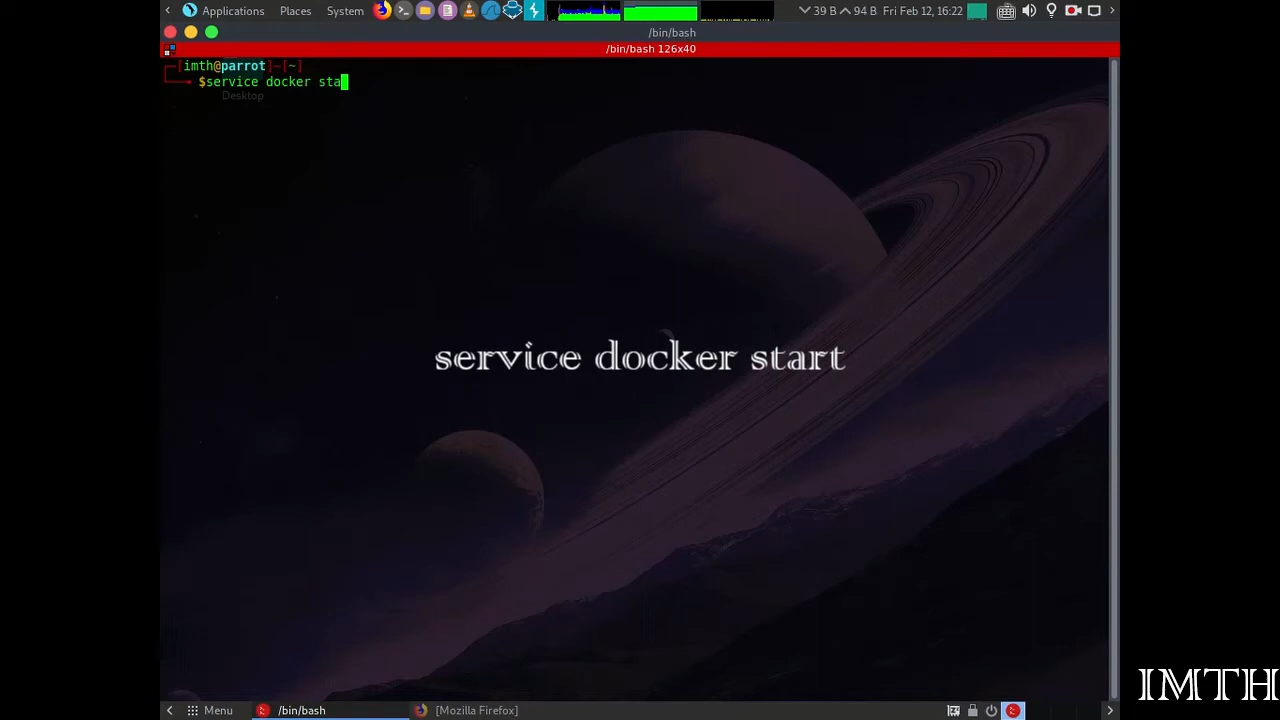 Applications Places System 39 B 94 B Fri Feb 12, 16:22
/bin/bash
/bin/bash 126x40
[imth@parrot]-[~]
$service docker sta
Desktop
service docker start
IMTH
Menu /bin/bash [Mozilla Firefox]